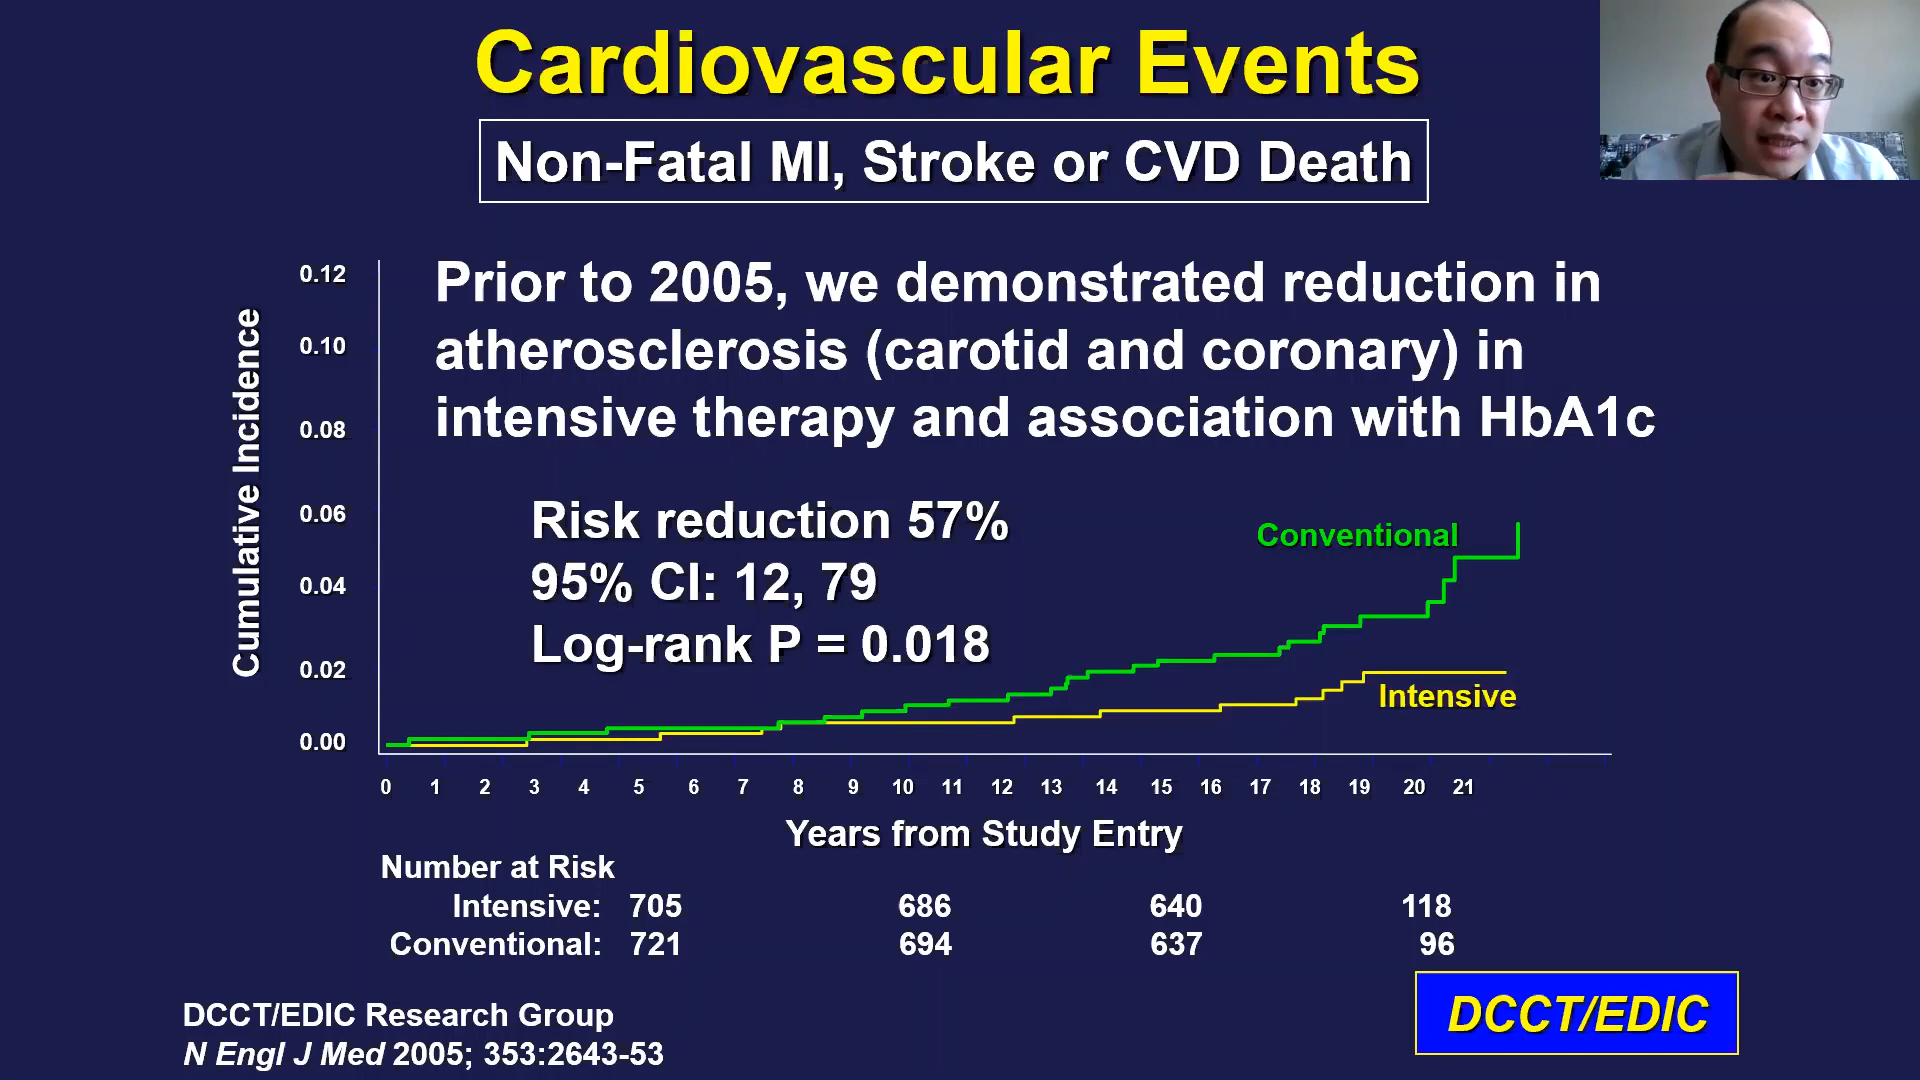 Cardiovascular Events
Non-Fatal MI, Stroke or CVD Death
Prior to 2005, we demonstrated reduction in
atherosclerosis (carotid and coronary) in
intensive therapy and association with HbA1c
Risk reduction 57%
95% CI: 12, 79
Log-rank P = 0.018
Cumulative Incidence
0.12
0.10
0.08
0.06
0.04
0.02
0.00
Conventional
Intensive
0 1 2 3 4 5 6 7 8 9 10 11 12 13 14 15 16 17 18 19 20 21
Years from Study Entry
Number at Risk
Intensive: 705 686 640 118
Conventional: 721 694 637 96
DCCT/EDIC Research Group
N Engl J Med 2005; 353:2643-53
DCCT/EDIC